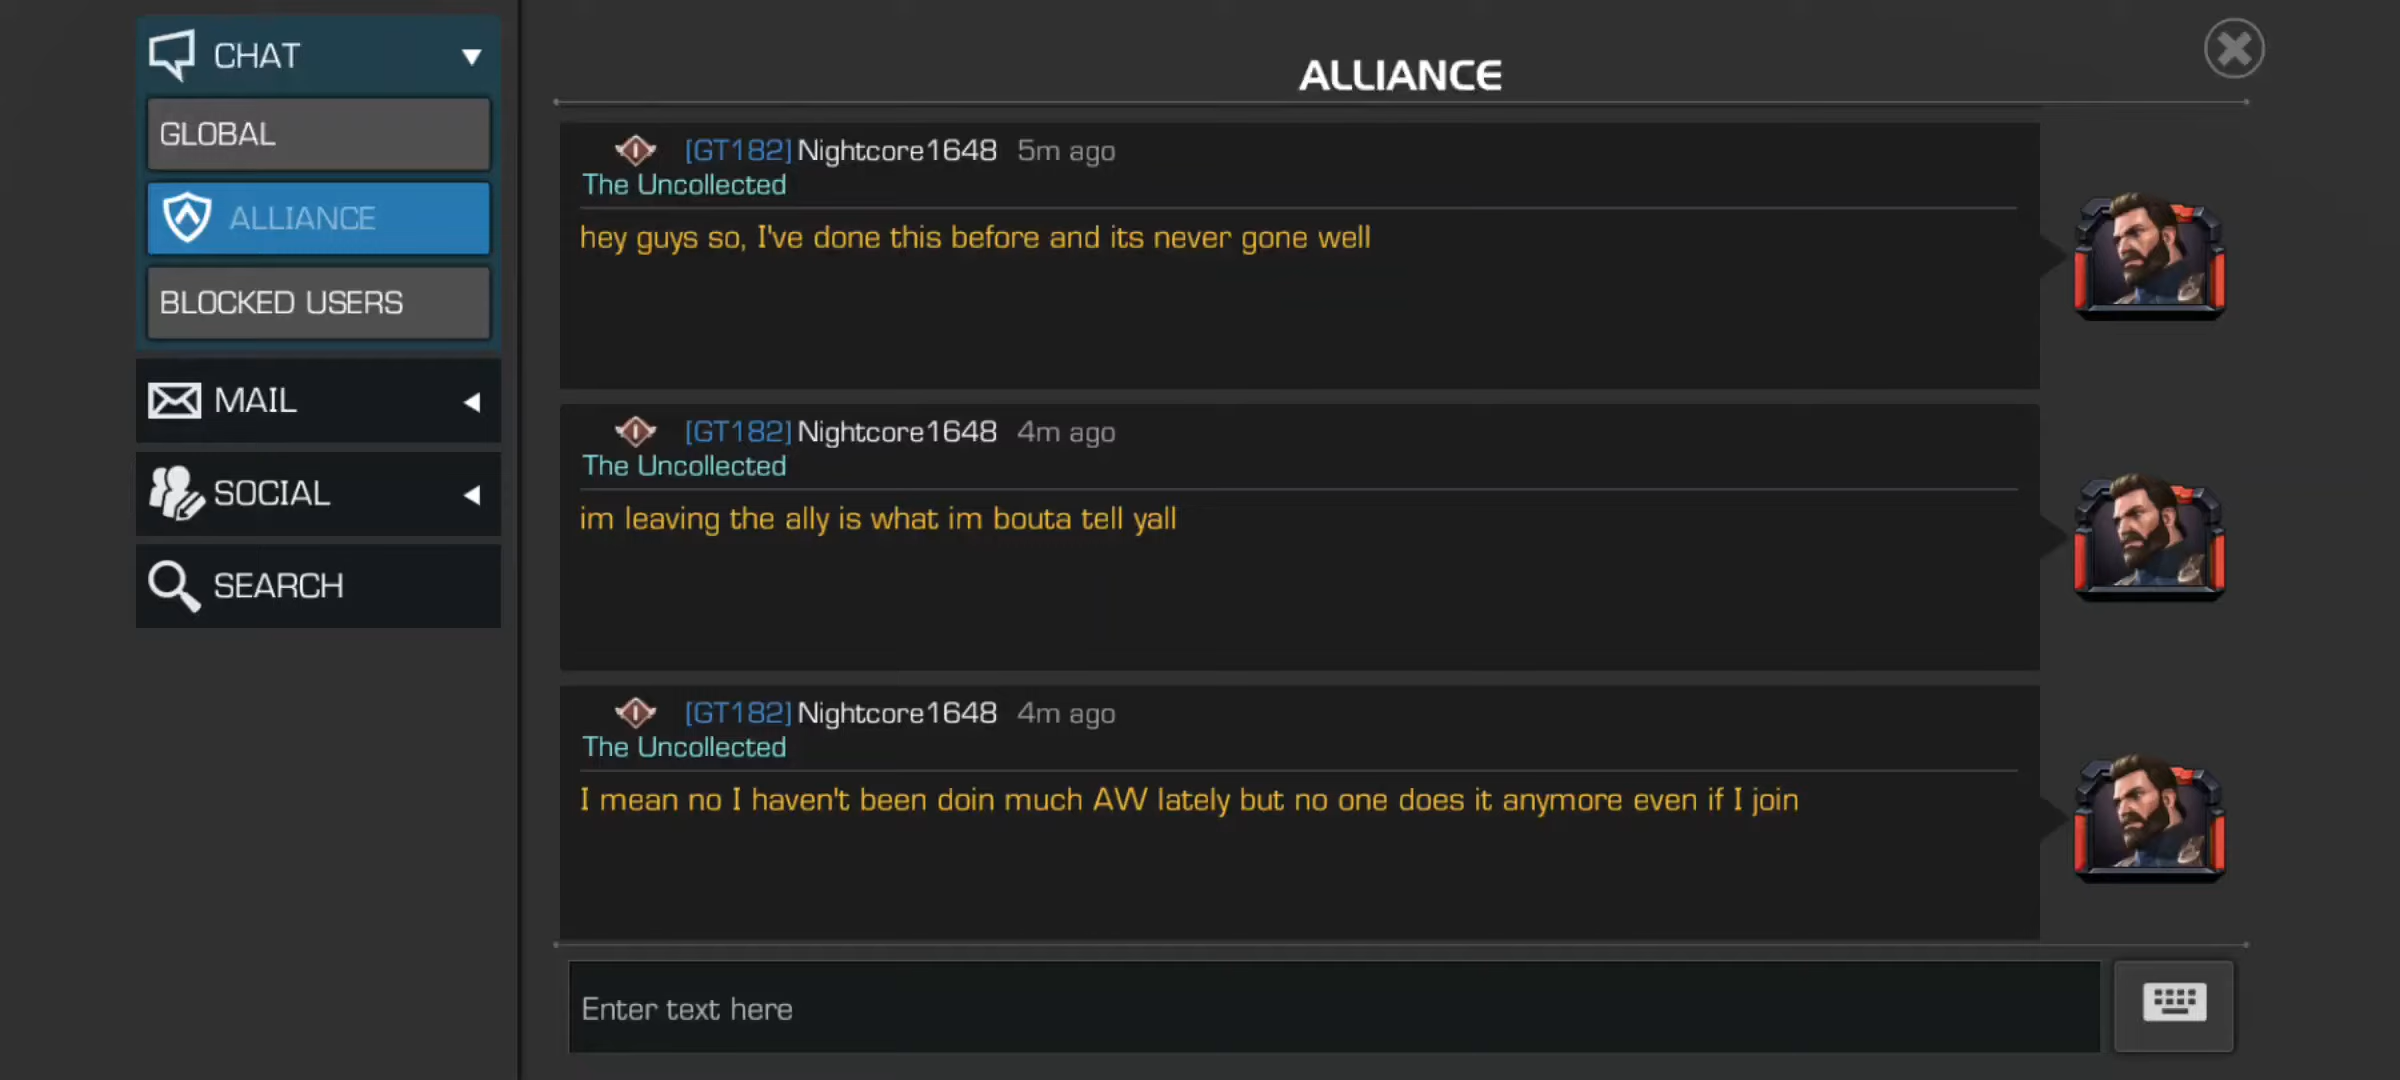 CHAT
GLOBAL
ALLIANCE
BLOCKED USERS
MAIL
SOCIAL
SEARCH
ALLIANCE
[GT182] Nightcore1648 5m ago
The Uncollected
hey guys so, I've done this before and its never gone well
[GT182] Nightcore1648 4m ago
The Uncollected
im leaving the ally is what im bouta tell yall
[GT182] Nightcore1648 4m ago
The Uncollected
I mean no I haven't been doin much AW lately but no one does it anymore even if I join
Enter text here